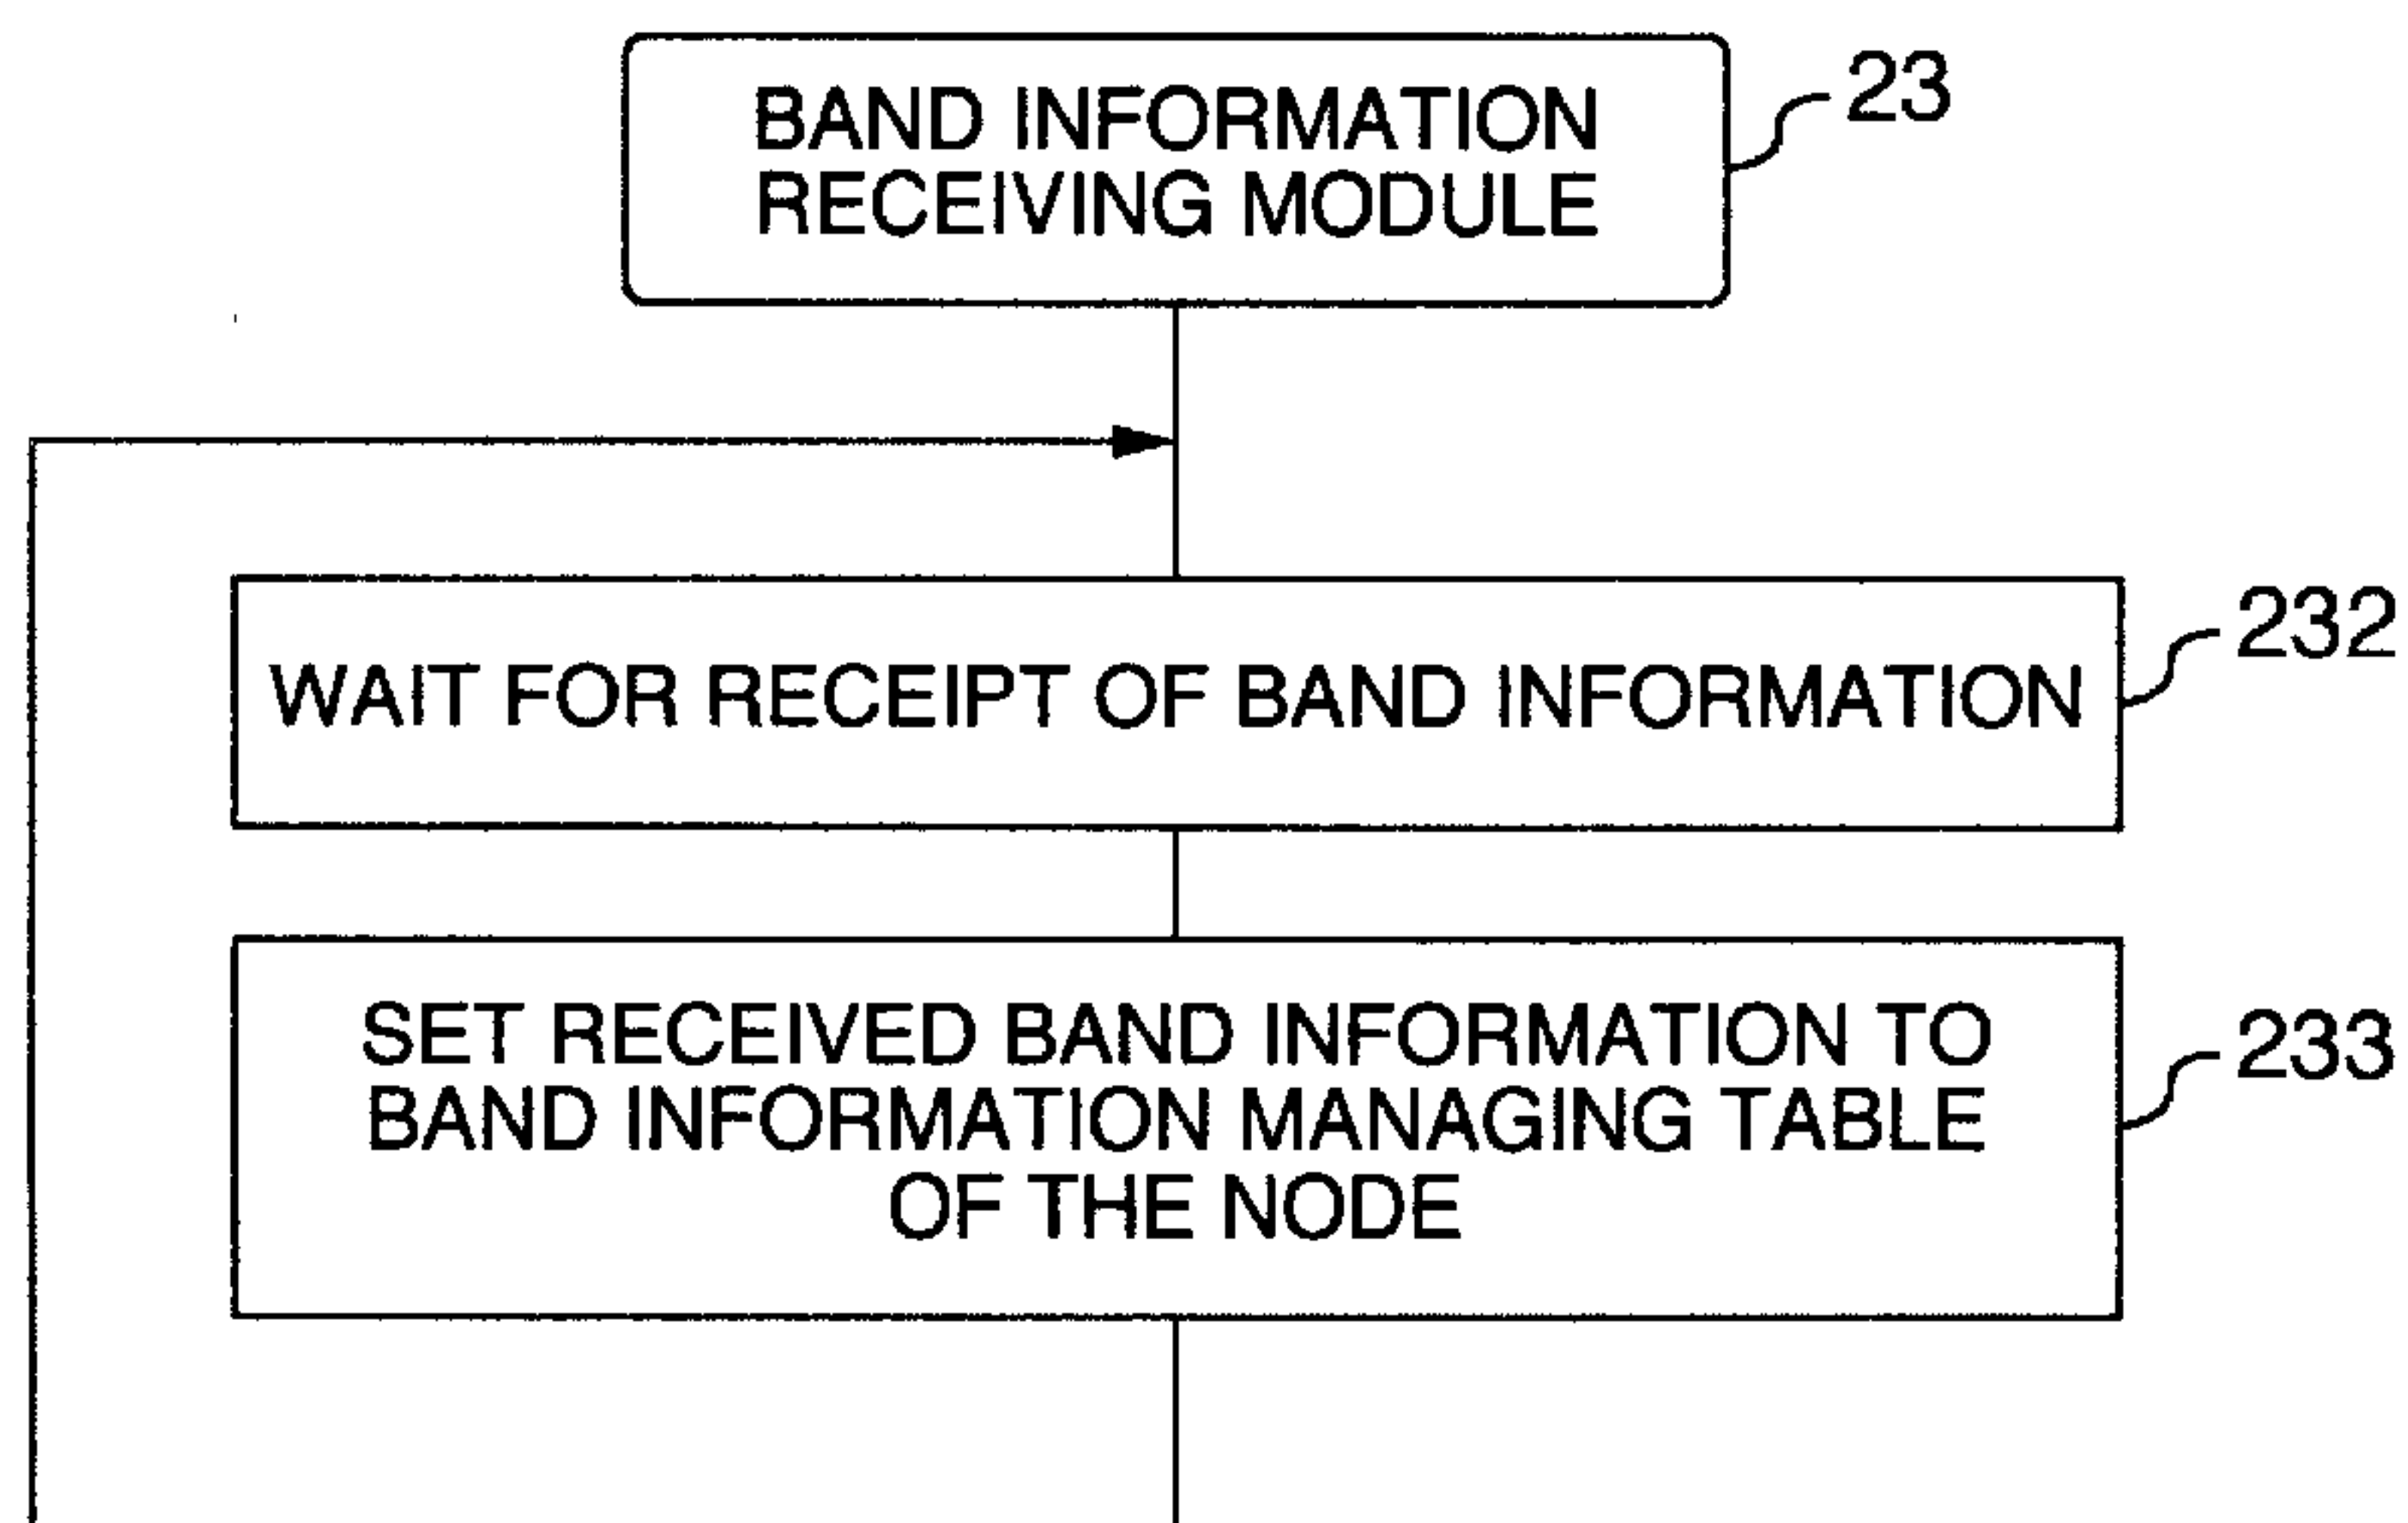 BAND INFORMATION
RECEIVING MODULE
23
WAIT FOR RECEIPT OF BAND INFORMATION
232
SET RECEIVED BAND INFORMATION TO
BAND INFORMATION MANAGING TABLE
OF THE NODE
233